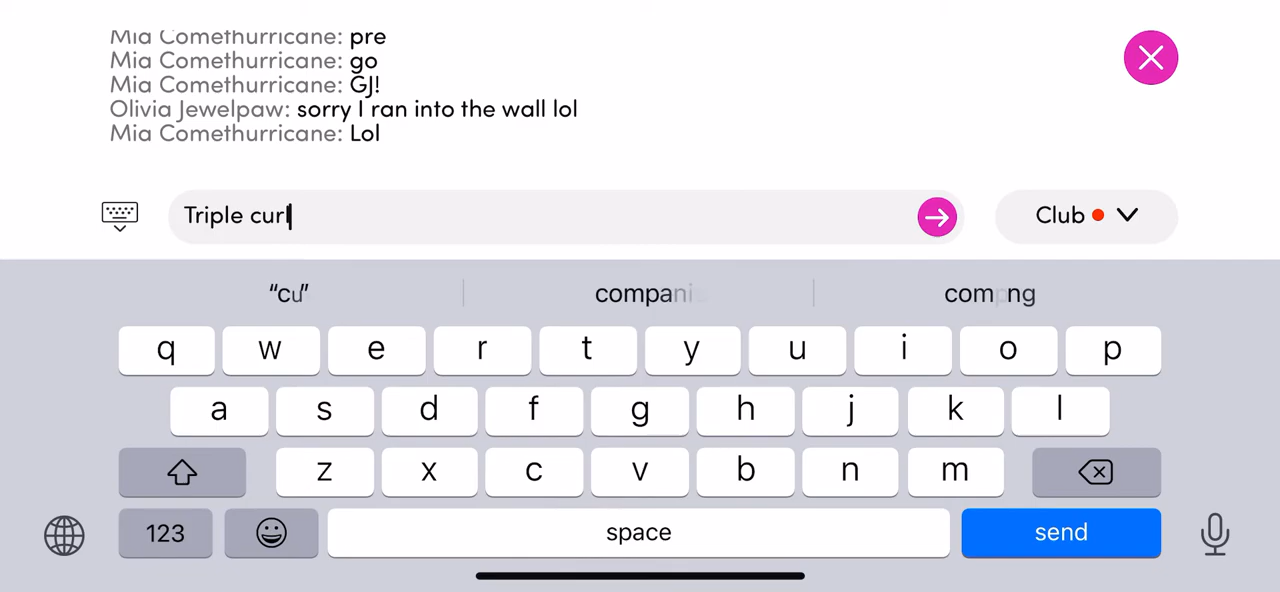 Mia Comethurricane: pre
Mia Comethurricane: go
Mia Comethurricane: GJ!
Olivia Jewelpaw: sorry I ran into the wall lol
Mia Comethurricane: Lol
Triple curl
Club
“cu” compani
q w e r t y u i o p
a s d f g h j k l
z x c v b n m
123 space send